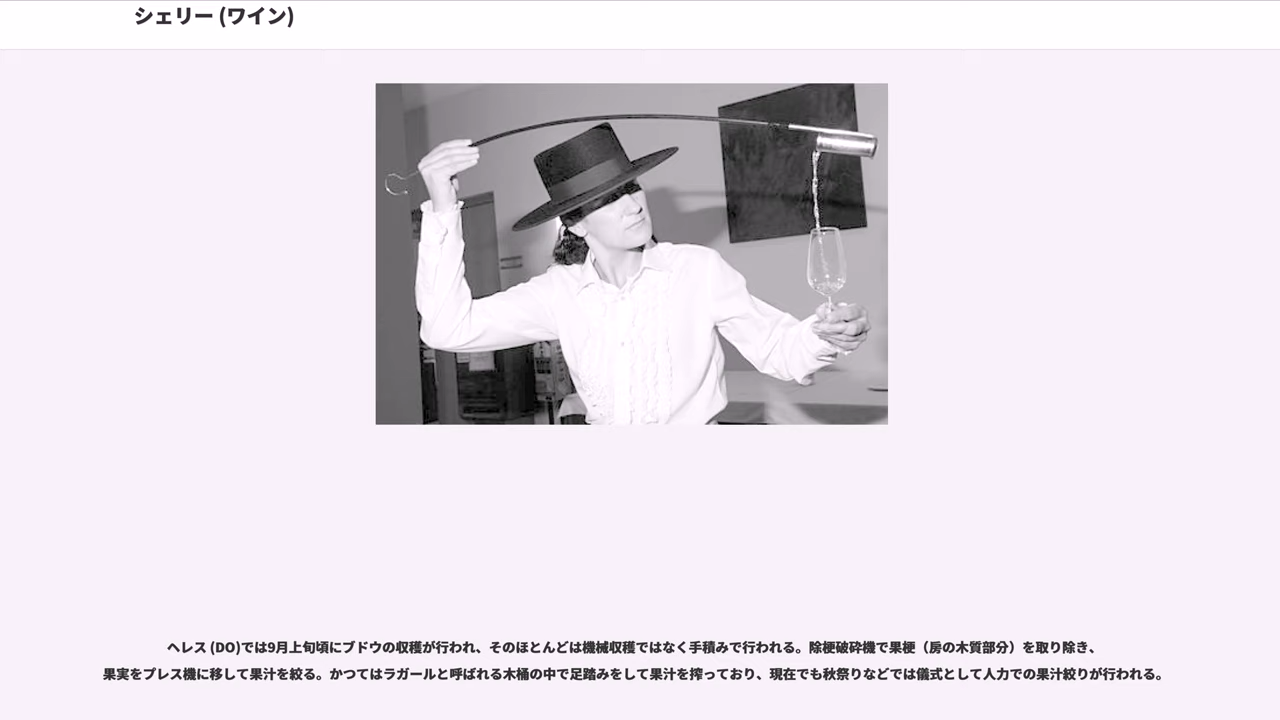 シェリー (ワイン)
ヘレス (DO)では9月上旬頃にブドウの収穫が行われ、そのほとんどは機械収穫ではなく手積みで行われる。除梗破砕機で果梗（房の木質部分）を取り除き、
果実をプレス機に移して果汁を絞る。かつてはラガールと呼ばれる木桶の中で足踏みをして果汁を搾っており、現在でも秋祭りなどでは儀式として人力での果汁絞りが行われる。